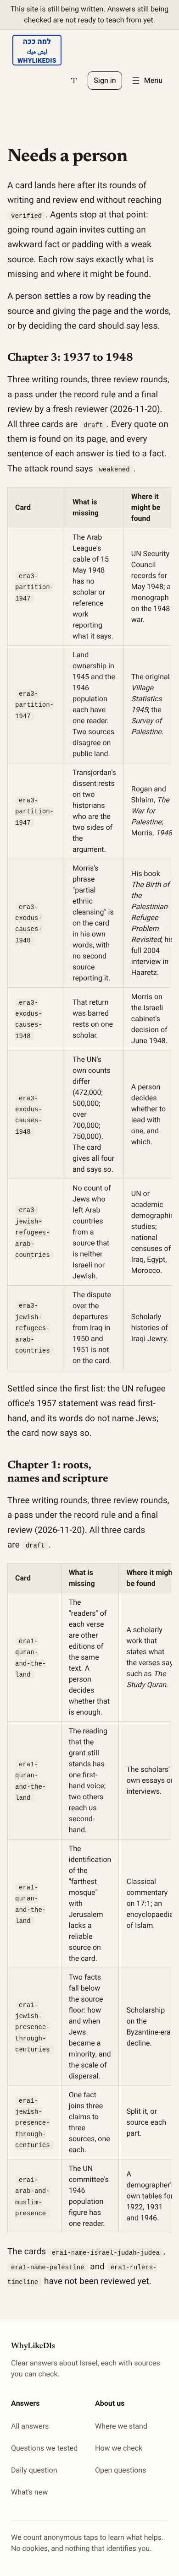 This site is still being written. Answers still being
checked are not ready to teach from yet.
למה ככה
ليش هيك
WHYLIKEDIS
Sign in
Menu
Needs a person
A card lands here after its rounds of
writing and review end without reaching
verified . Agents stop at that point:
going round again invites cutting an
awkward fact or padding with a weak
source. Each row says exactly what is
missing and where it might be found.
A person settles a row by reading the
source and giving the page and the words,
or by deciding the card should say less.
Chapter 3: 1937 to 1948
Three writing rounds, three review rounds,
a pass under the record rule and a final
review by a fresh reviewer (2026-11-20).
All three cards are draft . Every quote on
them is found on its page, and every
sentence of each answer is tied to a fact.
The attack round says weakened .
Card
What is
missing
Where it
might be
found
era3-
partition-
1947
The Arab
League's
cable of 15
May 1948
has no
scholar or
reference
work
reporting
what it says.
UN Security
Council
records for
May 1948; a
monograph
on the 1948
war.
era3-
partition-
1947
Land
ownership in
1945 and the
1946
population
each have
one reader.
Two sources
disagree on
public land.
The original
Village
Statistics
1945; the
Survey of
Palestine.
era3-
partition-
1947
Transjordan's
dissent rests
on two
historians
who are the
two sides of
the
argument.
Rogan and
Shlaim, The
War for
Palestine;
Morris, 1948
era3-
exodus-
causes-
1948
Morris's
phrase
"partial
ethnic
cleansing" is
on the card
in his own
words, with
no second
source
reporting it.
His book
The Birth of
the
Palestinian
Refugee
Problem
Revisited; his
full 2004
interview in
Haaretz.
era3-
exodus-
causes-
1948
That return
was barred
rests on one
scholar.
Morris on
the Israeli
cabinet's
decision of
June 1948.
era3-
exodus-
causes-
1948
The UN's
own counts
differ
(472,000;
500,000;
over
700,000;
750,000).
The card
gives all four
and says so.
A person
decides
whether to
lead with
one, and
which.
era3-
jewish-
refugees-
arab-
countries
No count of
Jews who
left Arab
countries
from a
source that
is neither
Israeli nor
Jewish.
UN or
academic
demographic
studies;
national
censuses of
Iraq, Egypt,
Morocco.
era3-
jewish-
refugees-
arab-
countries
The dispute
over the
departures
from Iraq in
1950 and
1951 is not
on the card.
Scholarly
histories of
Iraqi Jewry.
Settled since the first list: the UN refugee
office's 1957 statement was read first-
hand, and its words do not name Jews;
the card now says so.
Chapter 1: roots,
names and scripture
Three writing rounds, three review rounds,
a pass under the record rule and a final
review (2026-11-20). All three cards
are draft .
Card
What is
missing
Where it migh
be found
era1-
quran-
and-the-
land
The
"readers" of
each verse
are other
editions of
the same
text. A
person
decides
whether that
is enough.
A scholarly
work that
states what
the verses say
such as The
Study Quran.
era1-
quran-
and-the-
land
The reading
that the
grant still
stands has
one first-
hand voice;
two others
reach us
second-
hand.
The scholars'
own essays or
interviews.
era1-
quran-
and-the-
land
The
identification
of the
"farthest
mosque"
with
Jerusalem
lacks a
reliable
source on
the card.
Classical
commentary
on 17:1; an
encyclopaedia
of Islam.
era1-
jewish-
presence-
through-
centuries
Two facts
fall below
the source
floor: how
and when
Jews
became a
minority, and
the scale of
dispersal.
Scholarship
on the
Byzantine-era
decline.
era1-
jewish-
presence-
through-
centuries
One fact
joins three
claims to
three
sources, one
each.
Split it, or
source each
part.
era1-
arab-and-
muslim-
presence
The UN
committee's
1946
population
figure has
one reader.
A
demographer'
own tables for
1922, 1931
and 1946.
The cards era1-name-israel-judah-judea ,
era1-name-palestine and era1-rulers-
timeline have not been reviewed yet.
WhyLikeDIs
Clear answers about Israel, each with sources
you can check.
Answers
About us
All answers
Where we stand
Questions we tested
How we check
Daily question
Open questions
What's new
We count anonymous taps to learn what helps.
No cookies, and nothing that identifies you.